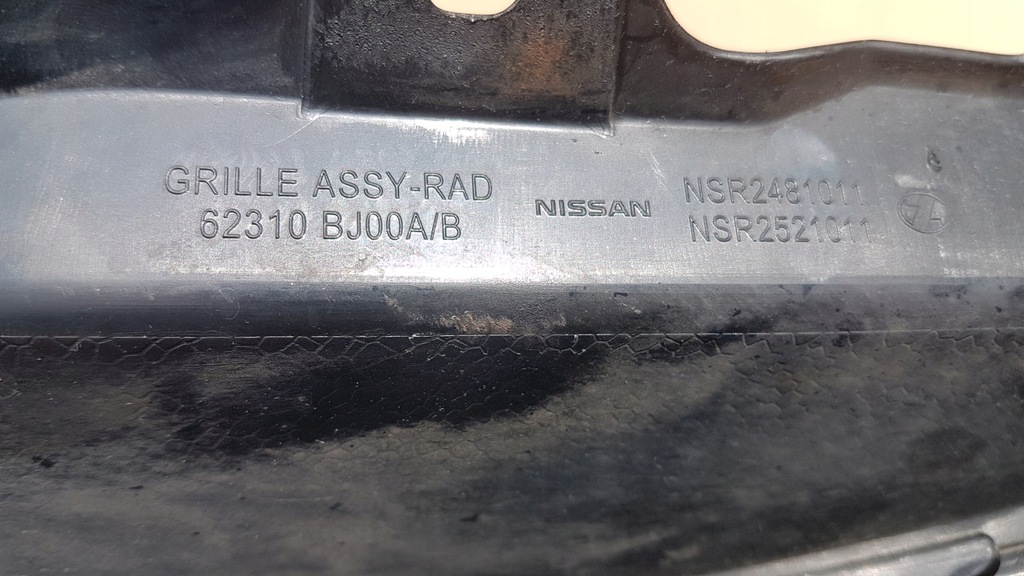 GRILLE ASSY-RAD
62310 BJ00A/B
NISSAN
NSR2481011
NSR2521011